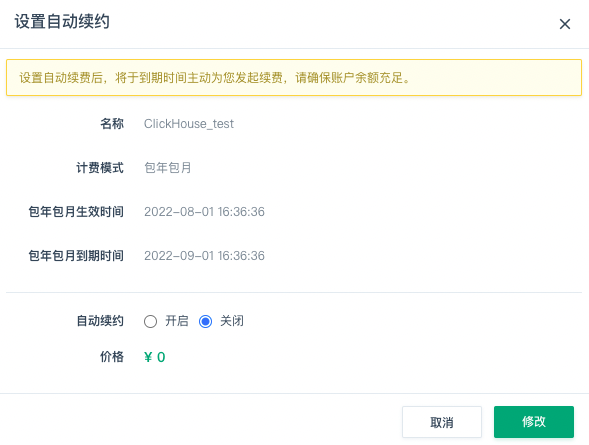 设置自动续约
设置自动续费后，将于到期时间主动为您发起续费，请确保账户余额充足。
名称 ClickHouse_test
计费模式 包年包月
包年包月生效时间 2022-08-01 16:36:36
包年包月到期时间 2022-09-01 16:36:36
自动续约 开启 关闭
价格 ¥ 0
取消 修改